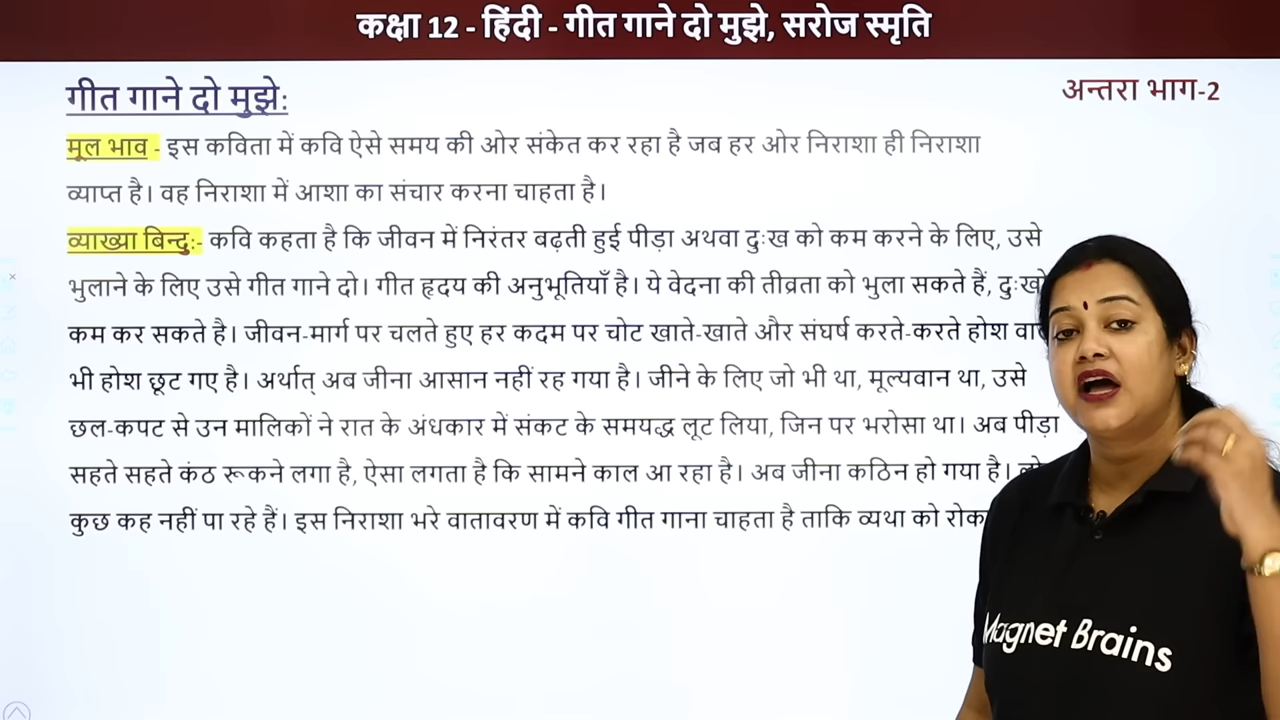 कक्षा 12 - हिंदी - गीत गाने दो मुझे, सरोज स्मृति
गीत गाने दो मुझे:
अन्तरा भाग-2
मूल भाव - इस कविता में कवि ऐसे समय की ओर संकेत कर रहा है जब हर ओर निराशा ही निराशा
व्याप्त है। वह निराशा में आशा का संचार करना चाहता है।
व्याख्या बिन्दु:- कवि कहता है कि जीवन में निरंतर बढ़ती हुई पीड़ा अथवा दुःख को कम करने के लिए, उसे
भुलाने के लिए उसे गीत गाने दो। गीत हृदय की अनुभूतियाँ है। ये वेदना की तीव्रता को भुला सकते हैं,
कम कर सकते है। जीवन-मार्ग पर चलते हुए हर कदम पर चोट खाते-खाते और संघर्ष करते-करते होश
भी होश छूट गए है। अर्थात् अब जीना आसान नहीं रह गया है। जीने के लिए जो भी था, मूल्यवान था, उसे
छल-कपट से उन मालिकों ने रात के अंधकार में संकट के समयद्ध लूट लिया, जिन पर भरोसा था। अब पीड़ा
सहते सहते कंठ रूकने लगा है, ऐसा लगता है कि सामने काल आ रहा है। अब जीना कठिन हो गया है।
कुछ कह नहीं पा रहे हैं। इस निराशा भरे वातावरण में कवि गीत गाना चाहता है ताकि व्यथा को रोक
Magnet Brains